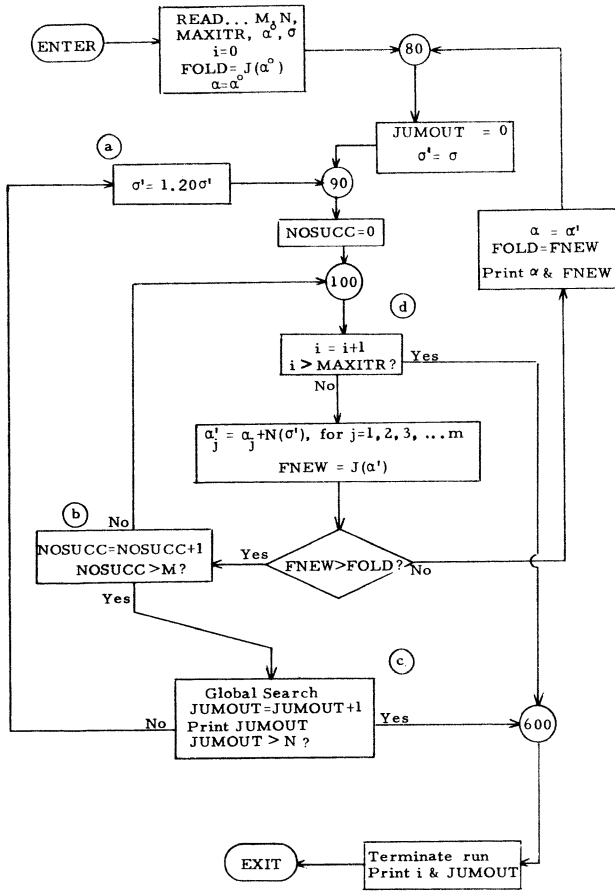 ENTER
READ... M, N,
MAXITR, α°, σ
i=0
FOLD= J(α°)
α=α°
80
JUMOUT = 0
σ' = σ
a
σ'= 1.20σ'
90
NOSUCC=0
α = α'
FOLD=FNEW
Print α & FNEW
100
d
i = i+1
i > MAXITR?
Yes
No
α'j = αj+N(σ'), for j=1, 2, 3, ...m
FNEW = J(α')
b
No
NOSUCC=NOSUCC+1
NOSUCC>M?
Yes
FNEW>FOLD?
No
Yes
c
Global Search
JUMOUT=JUMOUT+1
Print JUMOUT
JUMOUT > N ?
No
Yes
600
EXIT
Terminate run
Print i & JUMOUT